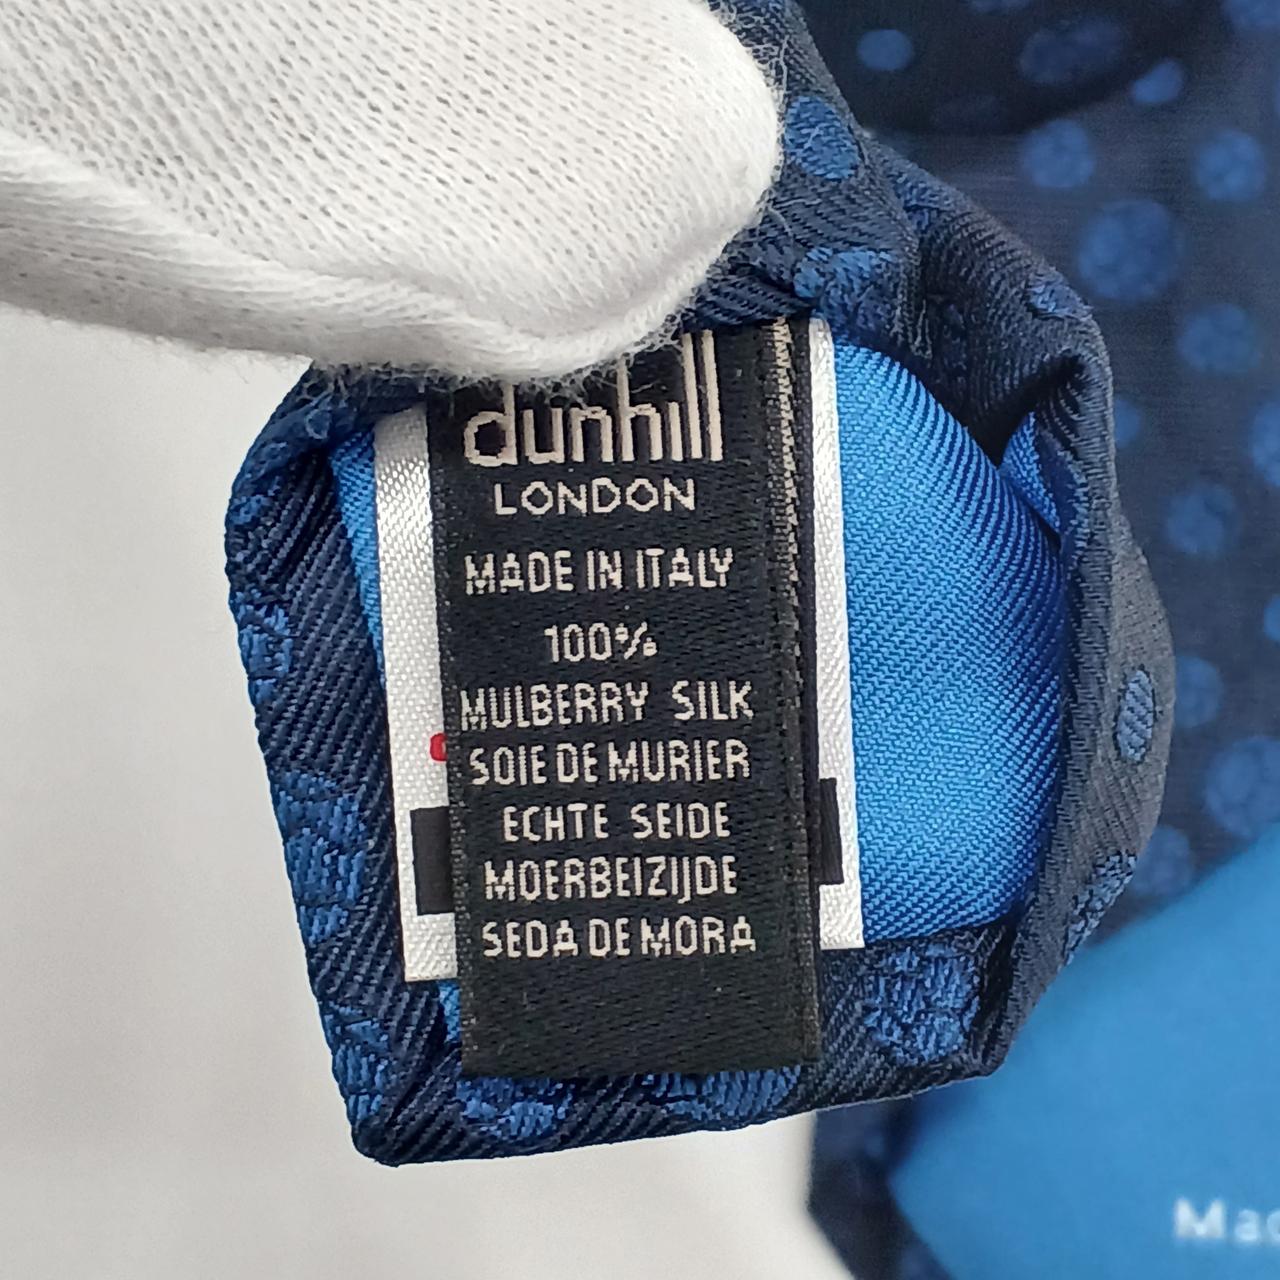 dunhill
LONDON
MADE IN ITALY
100%
MULBERRY SILK
SOIE DE MURIER
ECHTE SEIDE
MOERBEIZIJDE
SEDA DE MORA